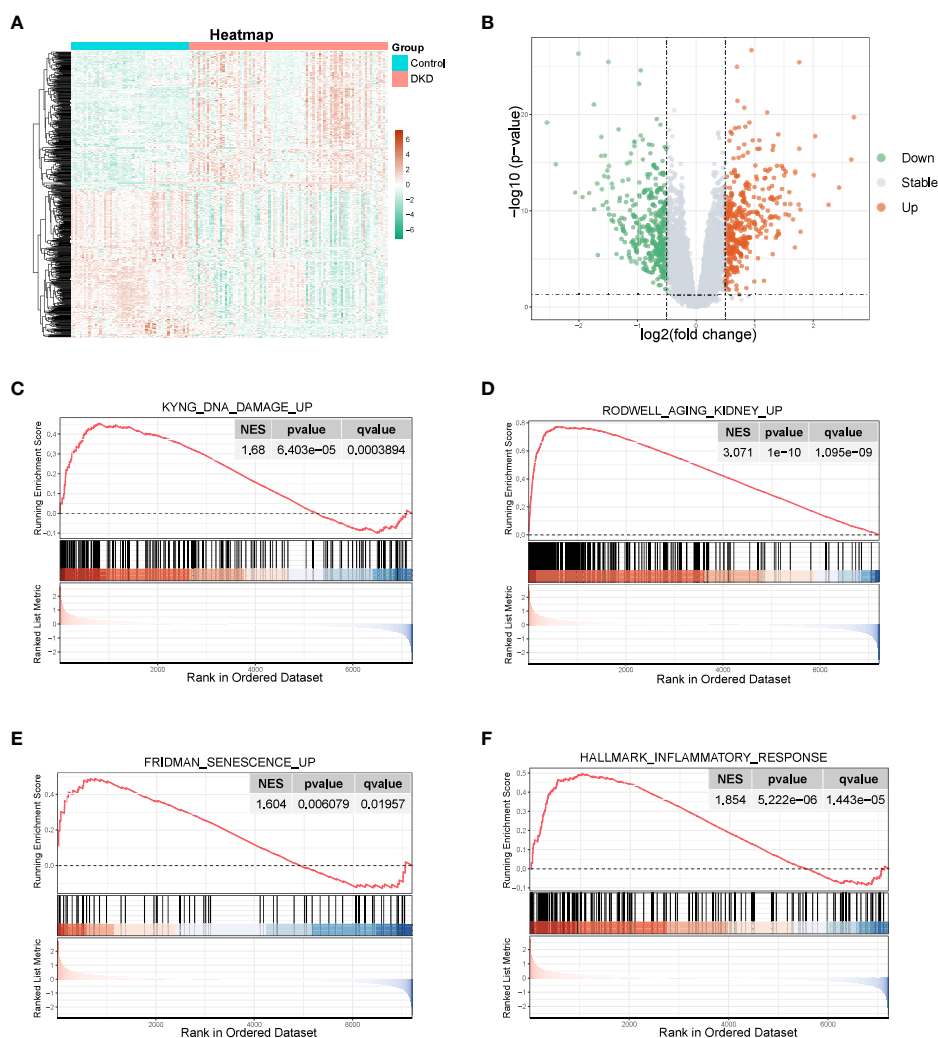 A
Heatmap
Group
Control
DKD
6
4
2
0
−2
−4
−6
B
−log10 (p−value)
20
10
0
−2
−1
0
1
2
log2(fold change)
Down
Stable
Up
C
KYNG_DNA_DAMAGE_UP
Running Enrichment Score
0.4
0.3
0.2
0.1
0.0
−0.1
NES pvalue qvalue
1.68 6.403e−05 0.0003894
Ranked List Metric
2
1
0
−1
−2
2000 4000 6000
Rank in Ordered Dataset
D
RODWELL_AGING_KIDNEY_UP
Running Enrichment Score
0.8
0.6
0.4
0.2
0.0
NES pvalue qvalue
3.071 1e−10 1.095e−09
Ranked List Metric
2
1
0
−1
−2
2000 4000 6000
Rank in Ordered Dataset
E
FRIDMAN_SENESCENCE_UP
Running Enrichment Score
0.4
0.2
0.0
NES pvalue qvalue
1.604 0.006079 0.01957
Ranked List Metric
2
1
0
−1
−2
2000 4000 6000
Rank in Ordered Dataset
F
HALLMARK_INFLAMMATORY_RESPONSE
Running Enrichment Score
0.5
0.4
0.3
0.2
0.1
0.0
−0.1
NES pvalue qvalue
1.854 5.222e−06 1.443e−05
Ranked List Metric
2
1
0
−1
−2
2000 4000 6000
Rank in Ordered Dataset